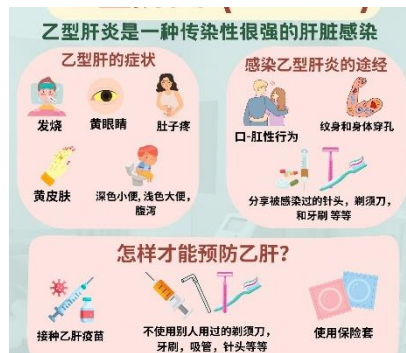 乙型肝炎是一种传染性很强的肝脏感染
乙型肝的症状
发烧
黄眼睛
肚子疼
黄皮肤
深色小便，浅色大便，
腹泻
感染乙型肝炎的途经
口-肛性行为
纹身和身体穿孔
分享被感染过的针头，剃须刀，
和牙刷 等等
怎样才能预防乙肝？
接种乙肝疫苗
不使用别人用过的剃须刀，
牙刷，吸管，针头等等
使用保险套